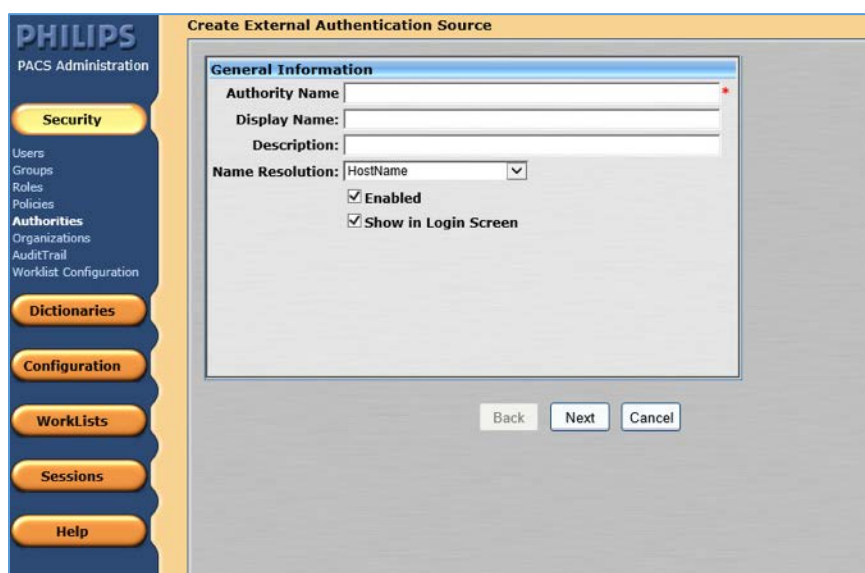 PHILIPS
PACS Administration
Security
Users
Groups
Roles
Policies
Authorities
Organizations
AuditTrail
Worklist Configuration
Dictionaries
Configuration
WorkLists
Sessions
Help
Create External Authentication Source
General Information
Authority Name *
Display Name:
Description:
Name Resolution: HostName
Enabled
Show in Login Screen
Back Next Cancel